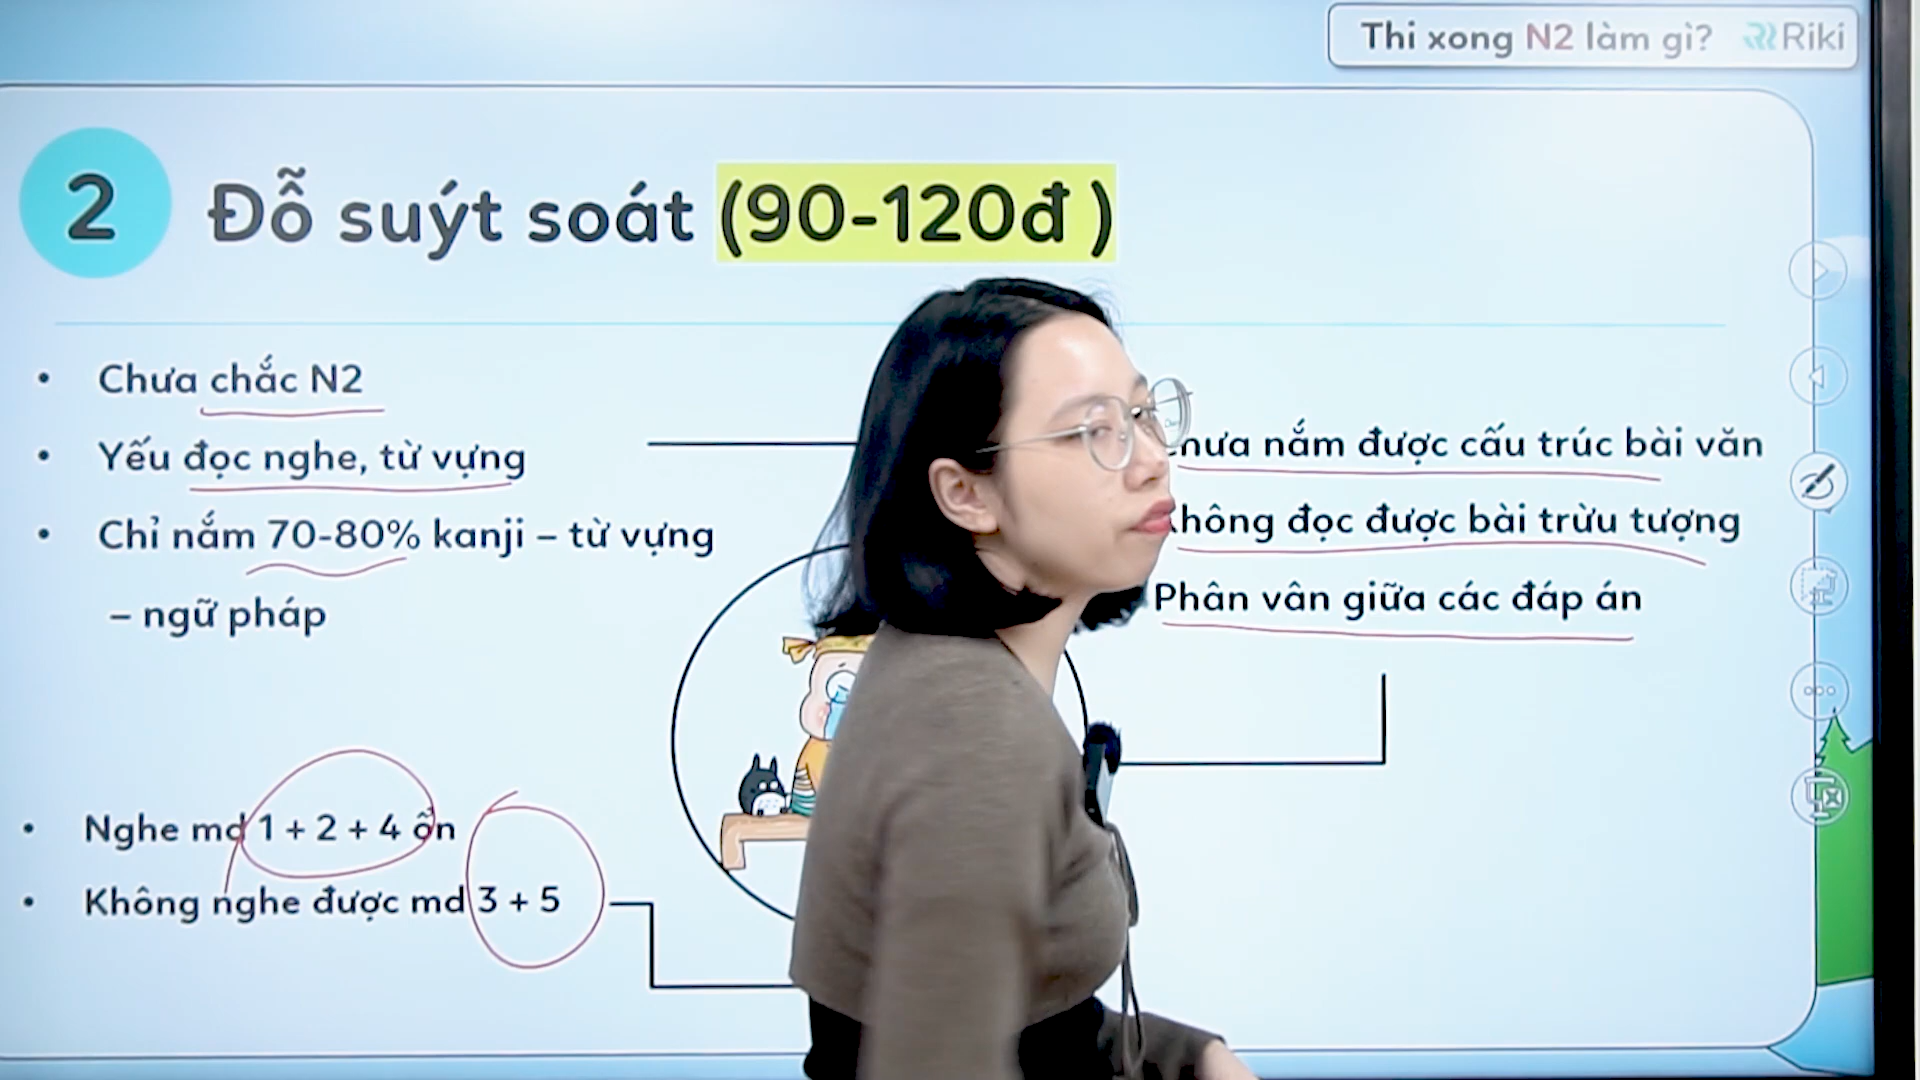 Thi xong N2 làm gì? Riki
2 Đỗ suýt soát (90-120đ )
• Chưa chắc N2
• Yếu đọc nghe, từ vựng
• Chỉ nắm 70-80% kanji – từ vựng
– ngữ pháp
nắm được cấu trúc bài văn
đọc được bài trừu tượng
Phân vân giữa các đáp án
• Nghe md 1 + 2 + 4 ổn
• Không nghe được md 3 + 5